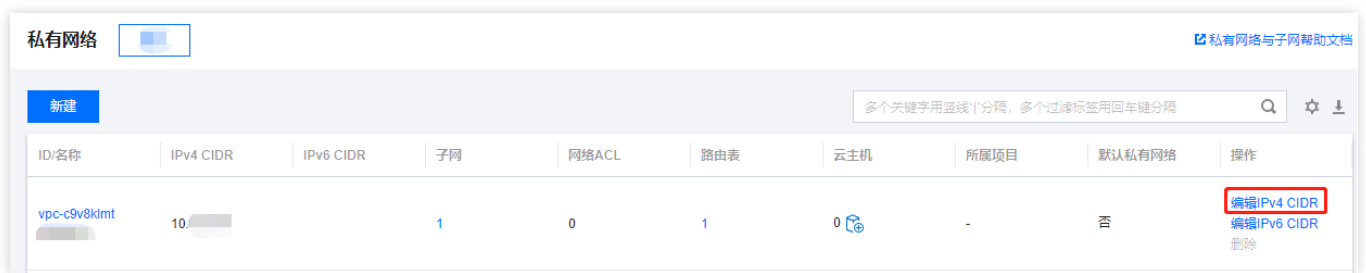 私有网络
私有网络与子网帮助文档
新建
多个关键字用竖线"|"分隔，多个过滤标签用回车键分隔
ID/名称 IPv4 CIDR IPv6 CIDR 子网 网络ACL 路由表 云主机 所属项目 默认私有网络 操作
vpc-c9v8klmt 10. 1 0 1 0 - 否 编辑IPv4 CIDR
编辑IPv6 CIDR
删除